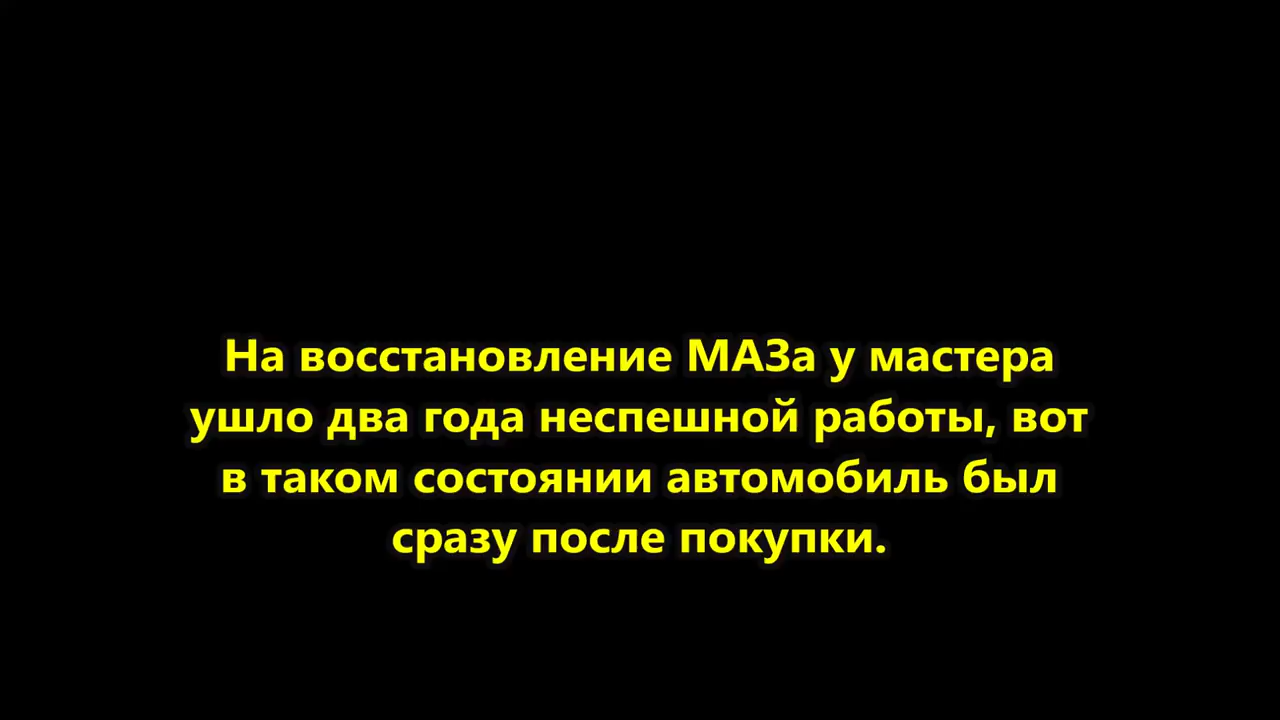 На восстановление МАЗа у мастера
ушло два года неспешной работы, вот
в таком состоянии автомобиль был
сразу после покупки.